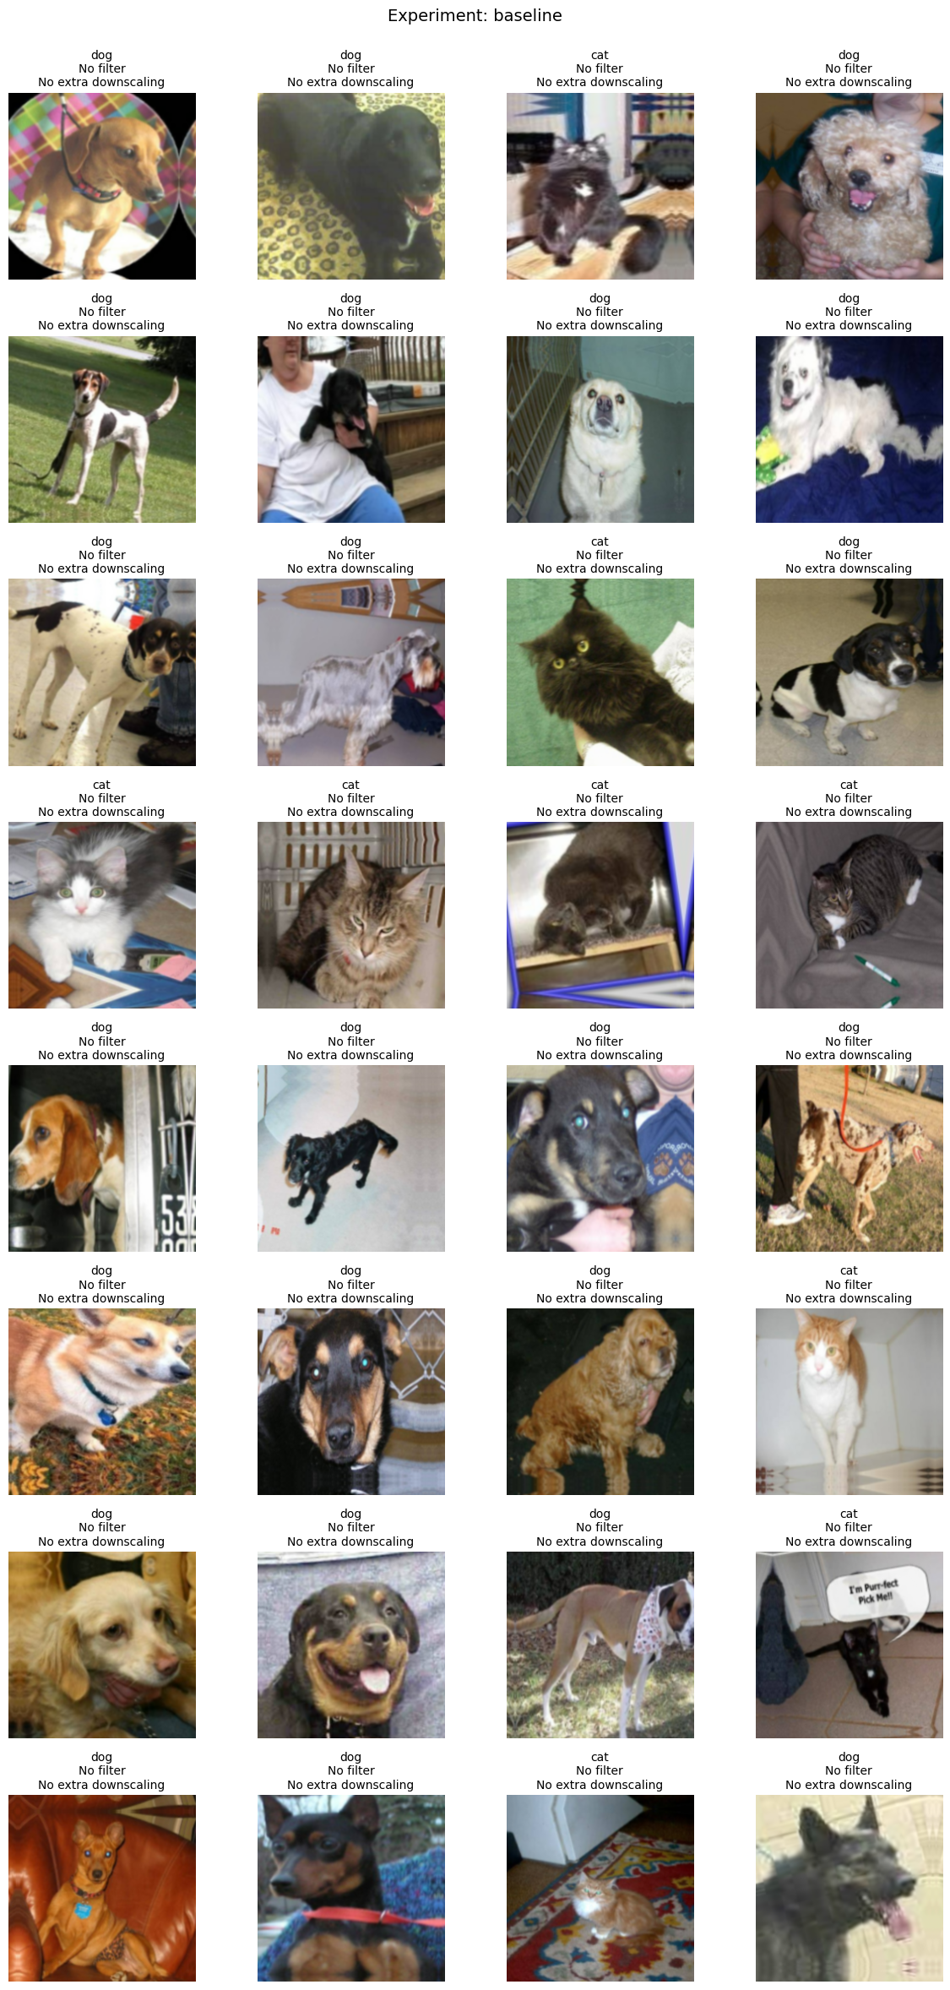 Experiment: baseline
dog
No filter
No extra downscaling
dog
No filter
No extra downscaling
cat
No filter
No extra downscaling
dog
No filter
No extra downscaling
dog
No filter
No extra downscaling
dog
No filter
No extra downscaling
dog
No filter
No extra downscaling
dog
No filter
No extra downscaling
dog
No filter
No extra downscaling
dog
No filter
No extra downscaling
cat
No filter
No extra downscaling
dog
No filter
No extra downscaling
cat
No filter
No extra downscaling
cat
No filter
No extra downscaling
cat
No filter
No extra downscaling
cat
No filter
No extra downscaling
dog
No filter
No extra downscaling
dog
No filter
No extra downscaling
dog
No filter
No extra downscaling
dog
No filter
No extra downscaling
53
dog
No filter
No extra downscaling
dog
No filter
No extra downscaling
dog
No filter
No extra downscaling
cat
No filter
No extra downscaling
dog
No filter
No extra downscaling
dog
No filter
No extra downscaling
dog
No filter
No extra downscaling
cat
No filter
No extra downscaling
I'm Purr-fect
Pick Me!!
dog
No filter
No extra downscaling
dog
No filter
No extra downscaling
cat
No filter
No extra downscaling
dog
No filter
No extra downscaling